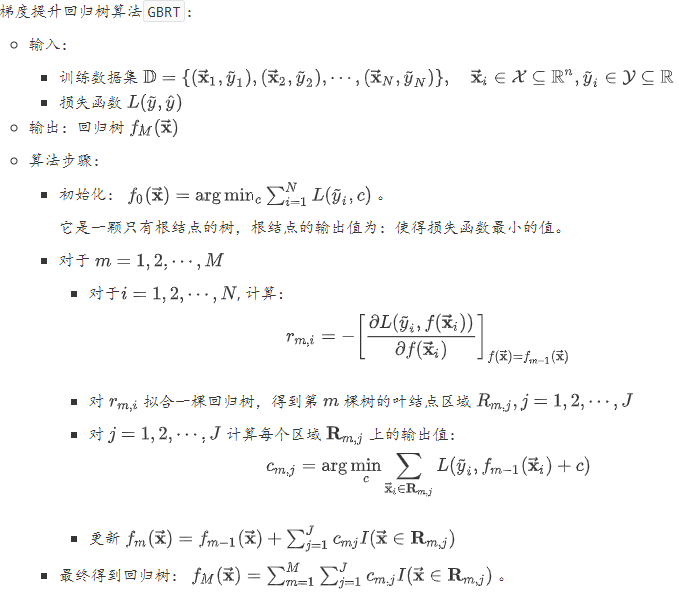 梯度提升回归树算法 GBRT :
输入:
训练数据集 $\mathbb{D} = \{(\vec{\mathbf{x}}_1, \tilde{y}_1), (\vec{\mathbf{x}}_2, \tilde{y}_2), \cdots, (\vec{\mathbf{x}}_N, \tilde{y}_N)\}, \quad \vec{\mathbf{x}}_i \in \mathcal{X} \subseteq \mathbb{R}^n, \tilde{y}_i \in \mathcal{Y} \subseteq \mathbb{R}$
损失函数 $L(\tilde{y}, \hat{y})$
输出: 回归树 $f_M(\vec{\mathbf{x}})$
算法步骤:
初始化: $f_0(\vec{\mathbf{x}}) = \arg\min_c \sum_{i=1}^{N} L(\tilde{y}_i, c)$ 。
它是一颗只有根结点的树，根结点的输出值为：使得损失函数最小的值。
对于 $m = 1, 2, \cdots, M$
对于$i = 1, 2, \cdots, N$, 计算:
$r_{m,i} = -\left[\frac{\partial L(\tilde{y}_i, f(\vec{\mathbf{x}}_i))}{\partial f(\vec{\mathbf{x}}_i)}\right]_{f(\vec{\mathbf{x}})=f_{m-1}(\vec{\mathbf{x}})}$
对 $r_{m,i}$ 拟合一棵回归树，得到第 $m$ 棵树的叶结点区域 $R_{m,j}, j = 1, 2, \cdots, J$
对 $j = 1, 2, \cdots, J$ 计算每个区域 $\mathbf{R}_{m,j}$ 上的输出值:
$c_{m,j} = \arg\min_c \sum_{\vec{\mathbf{x}}_i \in \mathbf{R}_{m,j}} L(\tilde{y}_i, f_{m-1}(\vec{\mathbf{x}}_i) + c)$
更新 $f_m(\vec{\mathbf{x}}) = f_{m-1}(\vec{\mathbf{x}}) + \sum_{j=1}^{J} c_{mj} I(\vec{\mathbf{x}} \in \mathbf{R}_{m,j})$
最终得到回归树: $f_M(\vec{\mathbf{x}}) = \sum_{m=1}^{M} \sum_{j=1}^{J} c_{m,j} I(\vec{\mathbf{x}} \in \mathbf{R}_{m,j})$ 。